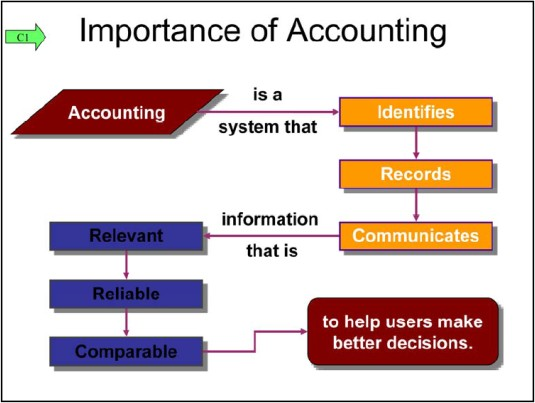 C1
Importance of Accounting
Accounting
is a
system that
Identifies
Records
Communicates
information
that is
Relevant
Reliable
Comparable
to help users make
better decisions.